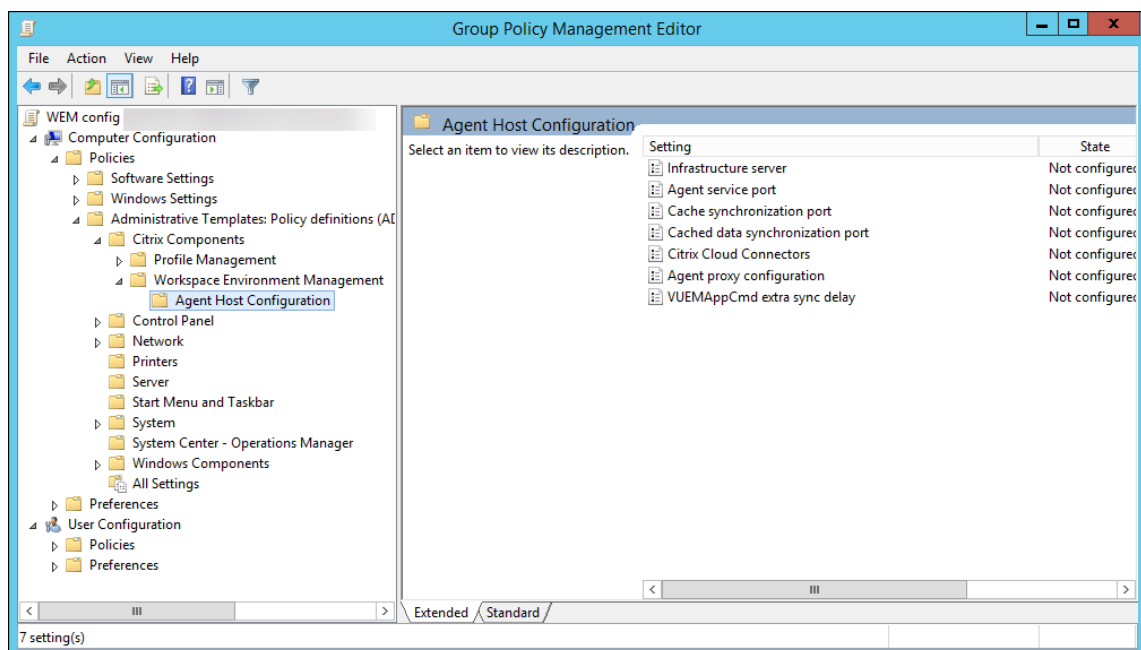 Group Policy Management Editor
File Action View Help
WEM config
Computer Configuration
Policies
Software Settings
Windows Settings
Administrative Templates: Policy definitions (AD
Citrix Components
Profile Management
Workspace Environment Management
Agent Host Configuration
Control Panel
Network
Printers
Server
Start Menu and Taskbar
System
System Center - Operations Manager
Windows Components
All Settings
Preferences
User Configuration
Policies
Preferences
Agent Host Configuration
Select an item to view its description.
Setting State
Infrastructure server Not configured
Agent service port Not configured
Cache synchronization port Not configured
Cached data synchronization port Not configured
Citrix Cloud Connectors Not configured
Agent proxy configuration Not configured
VUEMAppCmd extra sync delay Not configured
Extended Standard
7 setting(s)